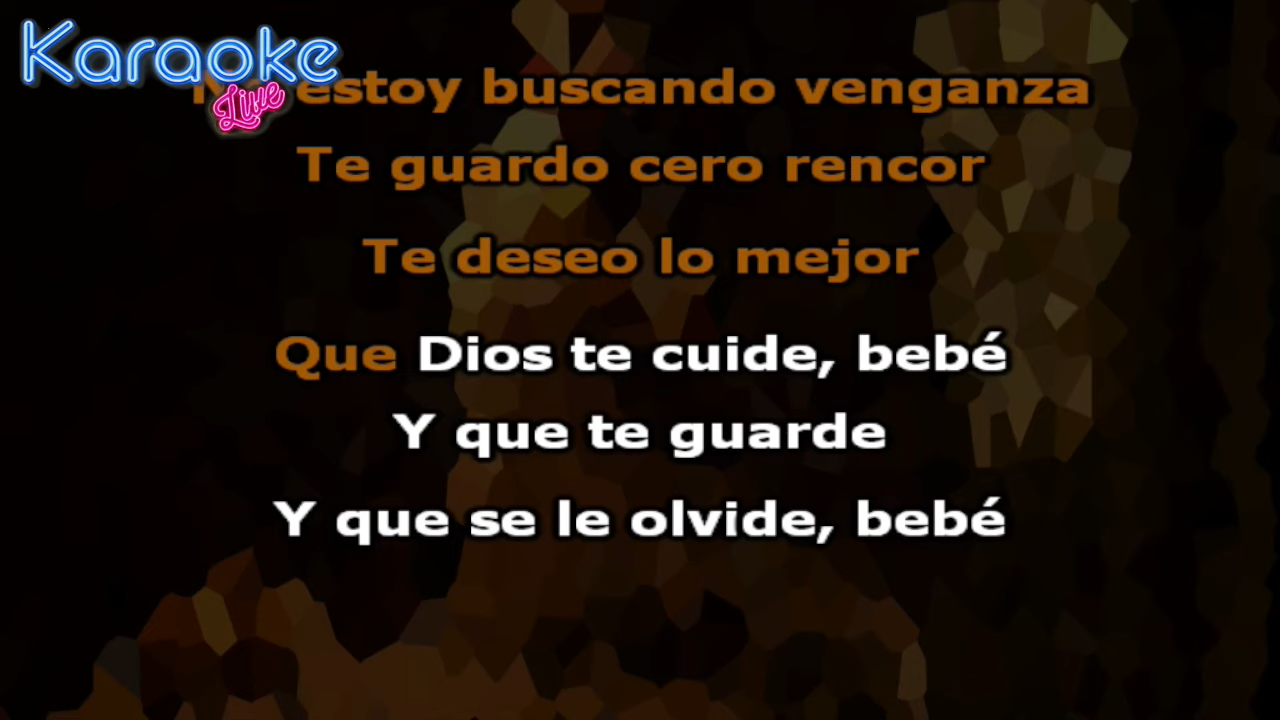 Karaoke
Live
estoy buscando venganza
Te guardo cero rencor
Te deseo lo mejor
Que Dios te cuide, bebé
Y que te guarde
Y que se le olvide, bebé